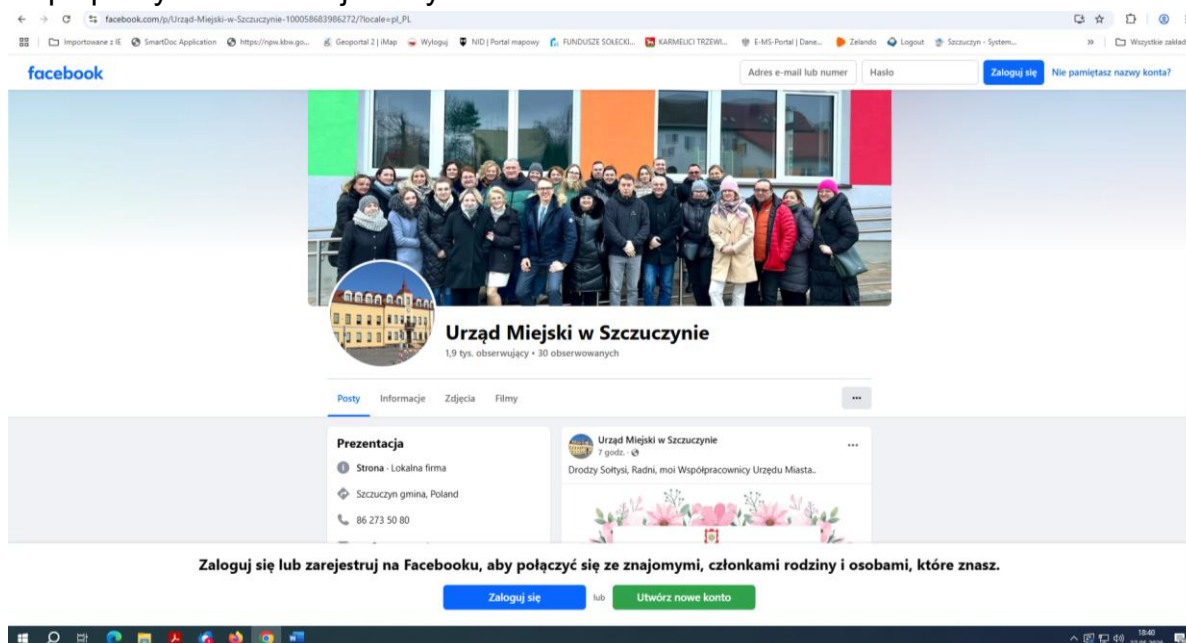 facebook.com/p/Urząd-Miejski-w-Szczuczynie-100058683986272/?locale=pl_PL
Importowane z IE SmartDoc Application https://npw.kbw.go... Geoportal 2 | iMap Wyloguj NID | Portal mapowy FUNDUSZE SOŁECKI... KARMELICI TRZEWI... E-MS-Portal | Dane... Zelando Logout Szczuczyn - System... Wszystkie zakład
facebook
Adres e-mail lub numer Hasło Zaloguj się Nie pamiętasz nazwy konta?
Urząd Miejski w Szczuczynie
1,9 tys. obserwujący • 30 obserwowanych
Posty Informacje Zdjęcia Filmy
Prezentacja
Strona · Lokalna firma
Szczuczyn gmina, Poland
86 273 50 80
Urząd Miejski w Szczuczynie
7 godz. ·
Drodzy Sołtysi, Radni, moi Współpracownicy Urzędu Miasta..
Zaloguj się lub zarejestruj na Facebooku, aby połączyć się ze znajomymi, członkami rodziny i osobami, które znasz.
Zaloguj się lub Utwórz nowe konto
18:40